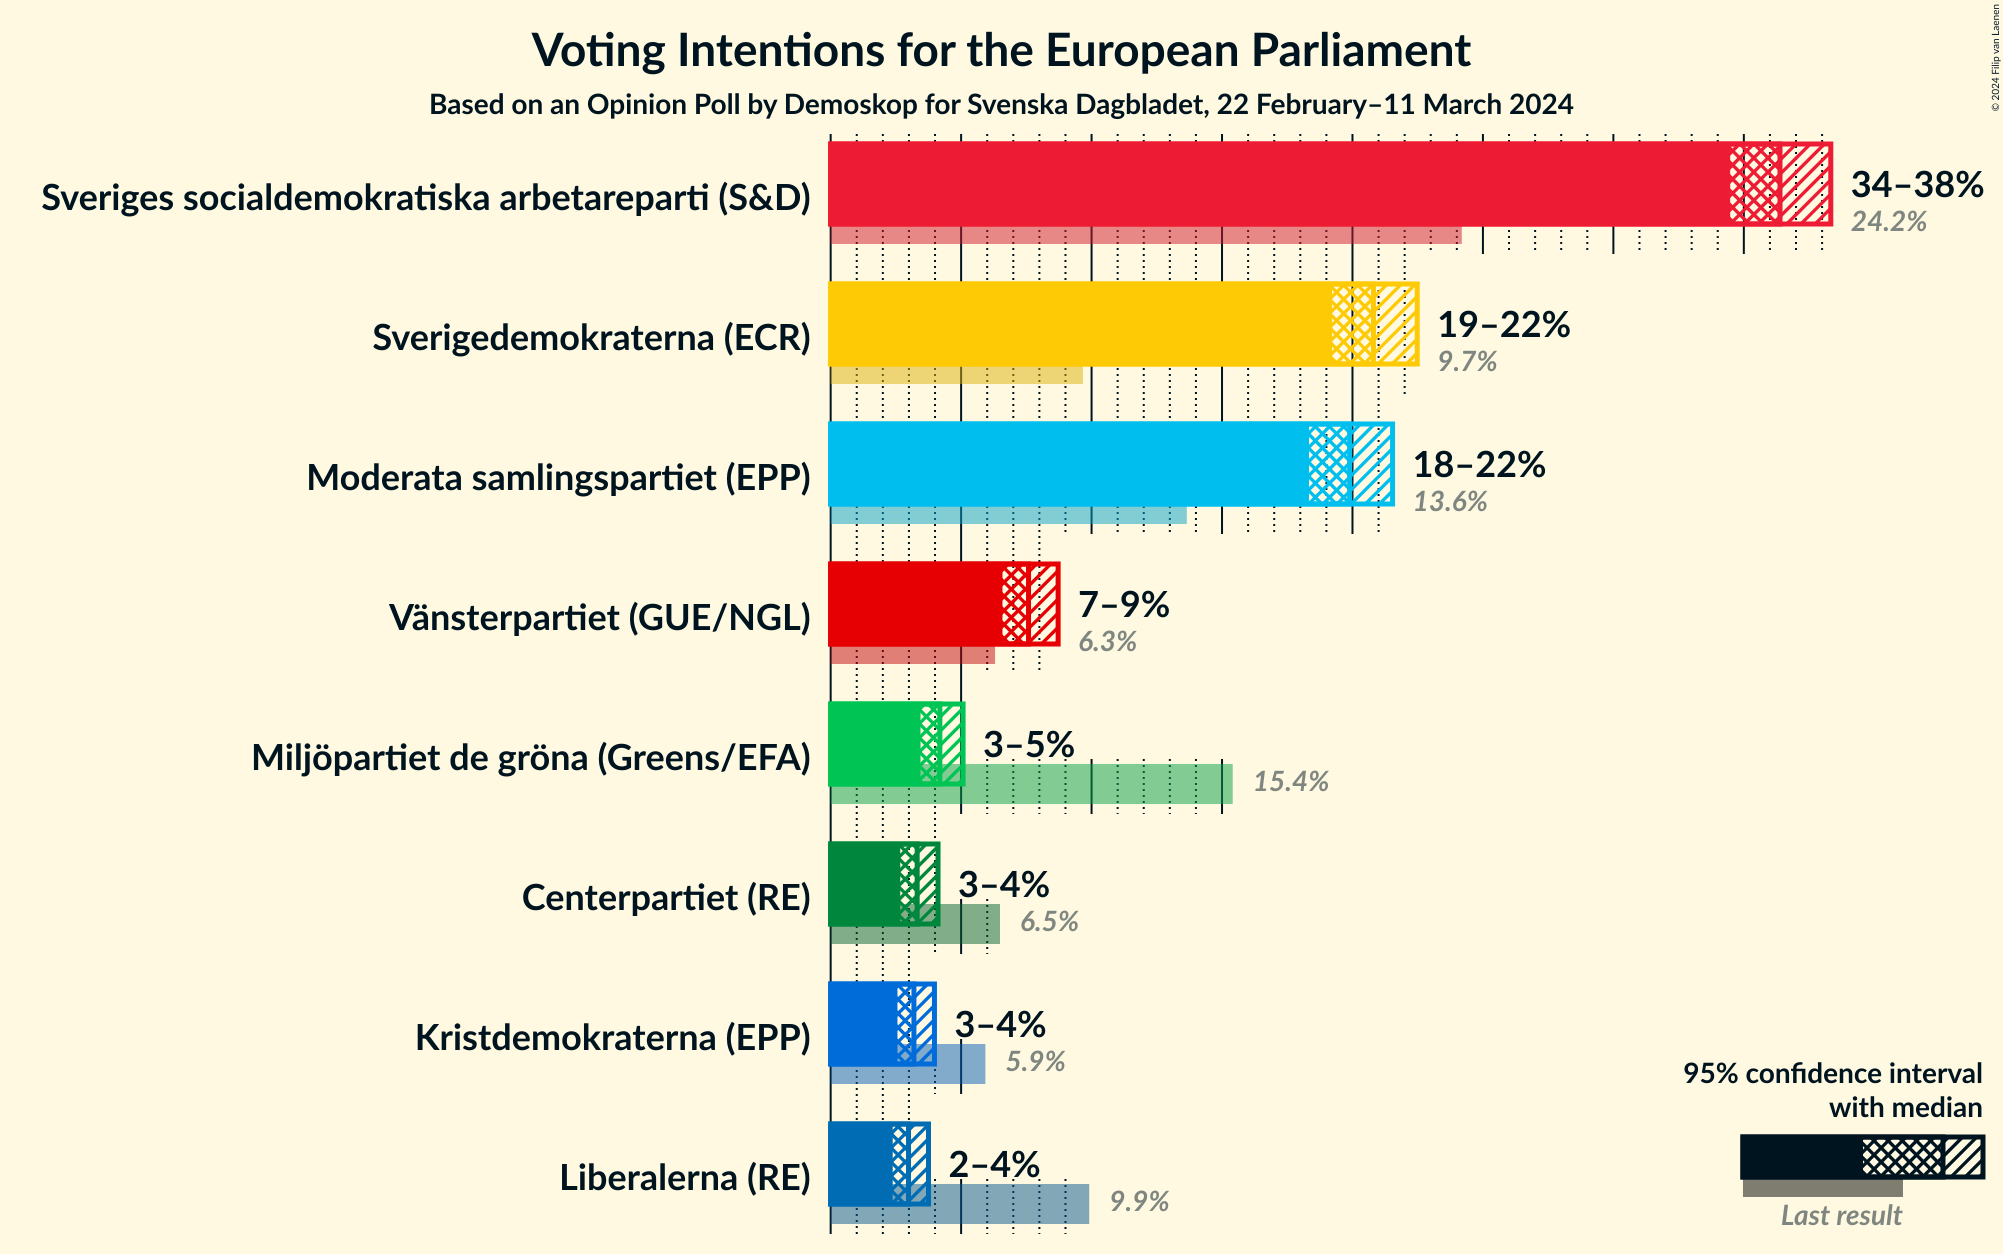 Voting Intentions for the European Parliament
Based on an Opinion Poll by Demoskop for Svenska Dagbladet, 22 February–11 March 2024
© 2024 Filip van Laenen
Sveriges socialdemokratiska arbetareparti (S&D)
34–38%
24.2%
Sverigedemokraterna (ECR)
19–22%
9.7%
Moderata samlingspartiet (EPP)
18–22%
13.6%
Vänsterpartiet (GUE/NGL)
7–9%
6.3%
Miljöpartiet de gröna (Greens/EFA)
3–5%
15.4%
Centerpartiet (RE)
3–4%
6.5%
Kristdemokraterna (EPP)
3–4%
5.9%
Liberalerna (RE)
2–4%
9.9%
95% confidence interval
with median
Last result